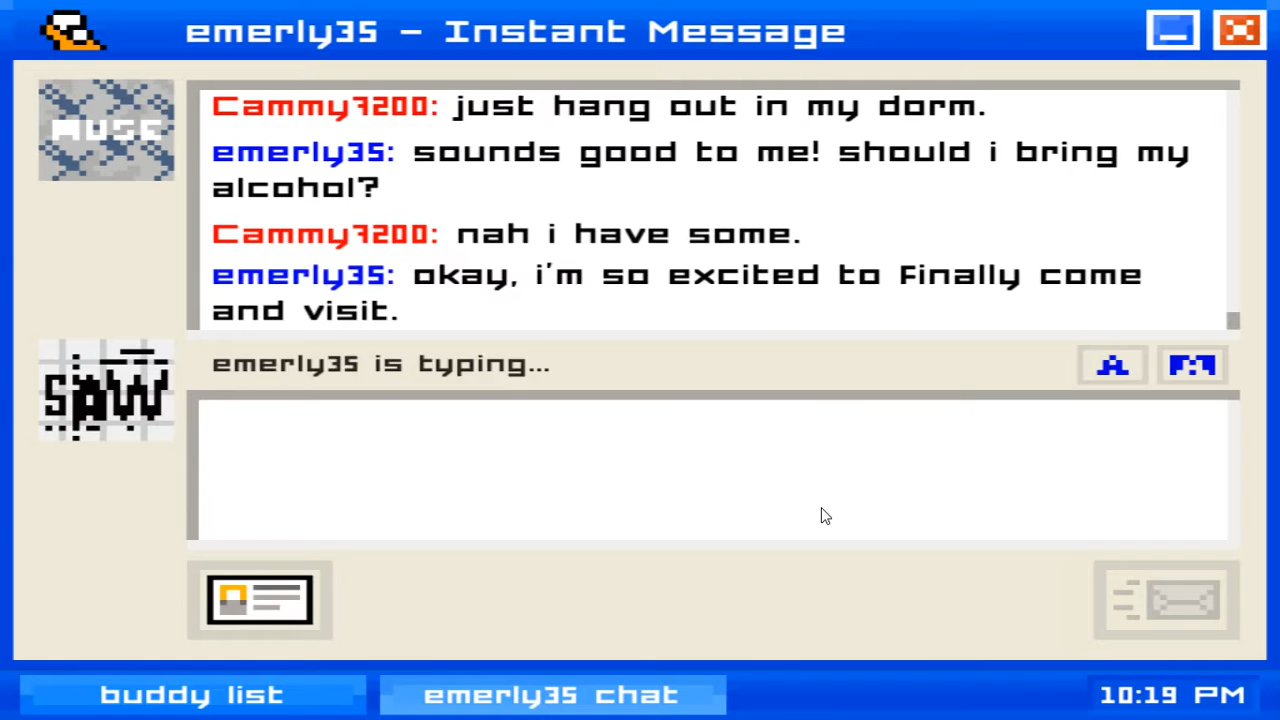 emerly35 - Instant Message
MUSE
Cammy7200: just hang out in my dorm.
emerly35: sounds good to me! should i bring my
alcohol?
Cammy7200: nah i have some.
emerly35: okay, i'm so excited to finally come
and visit.
SAW
emerly35 is typing...
A
buddy list
emerly35 chat
10:19 PM